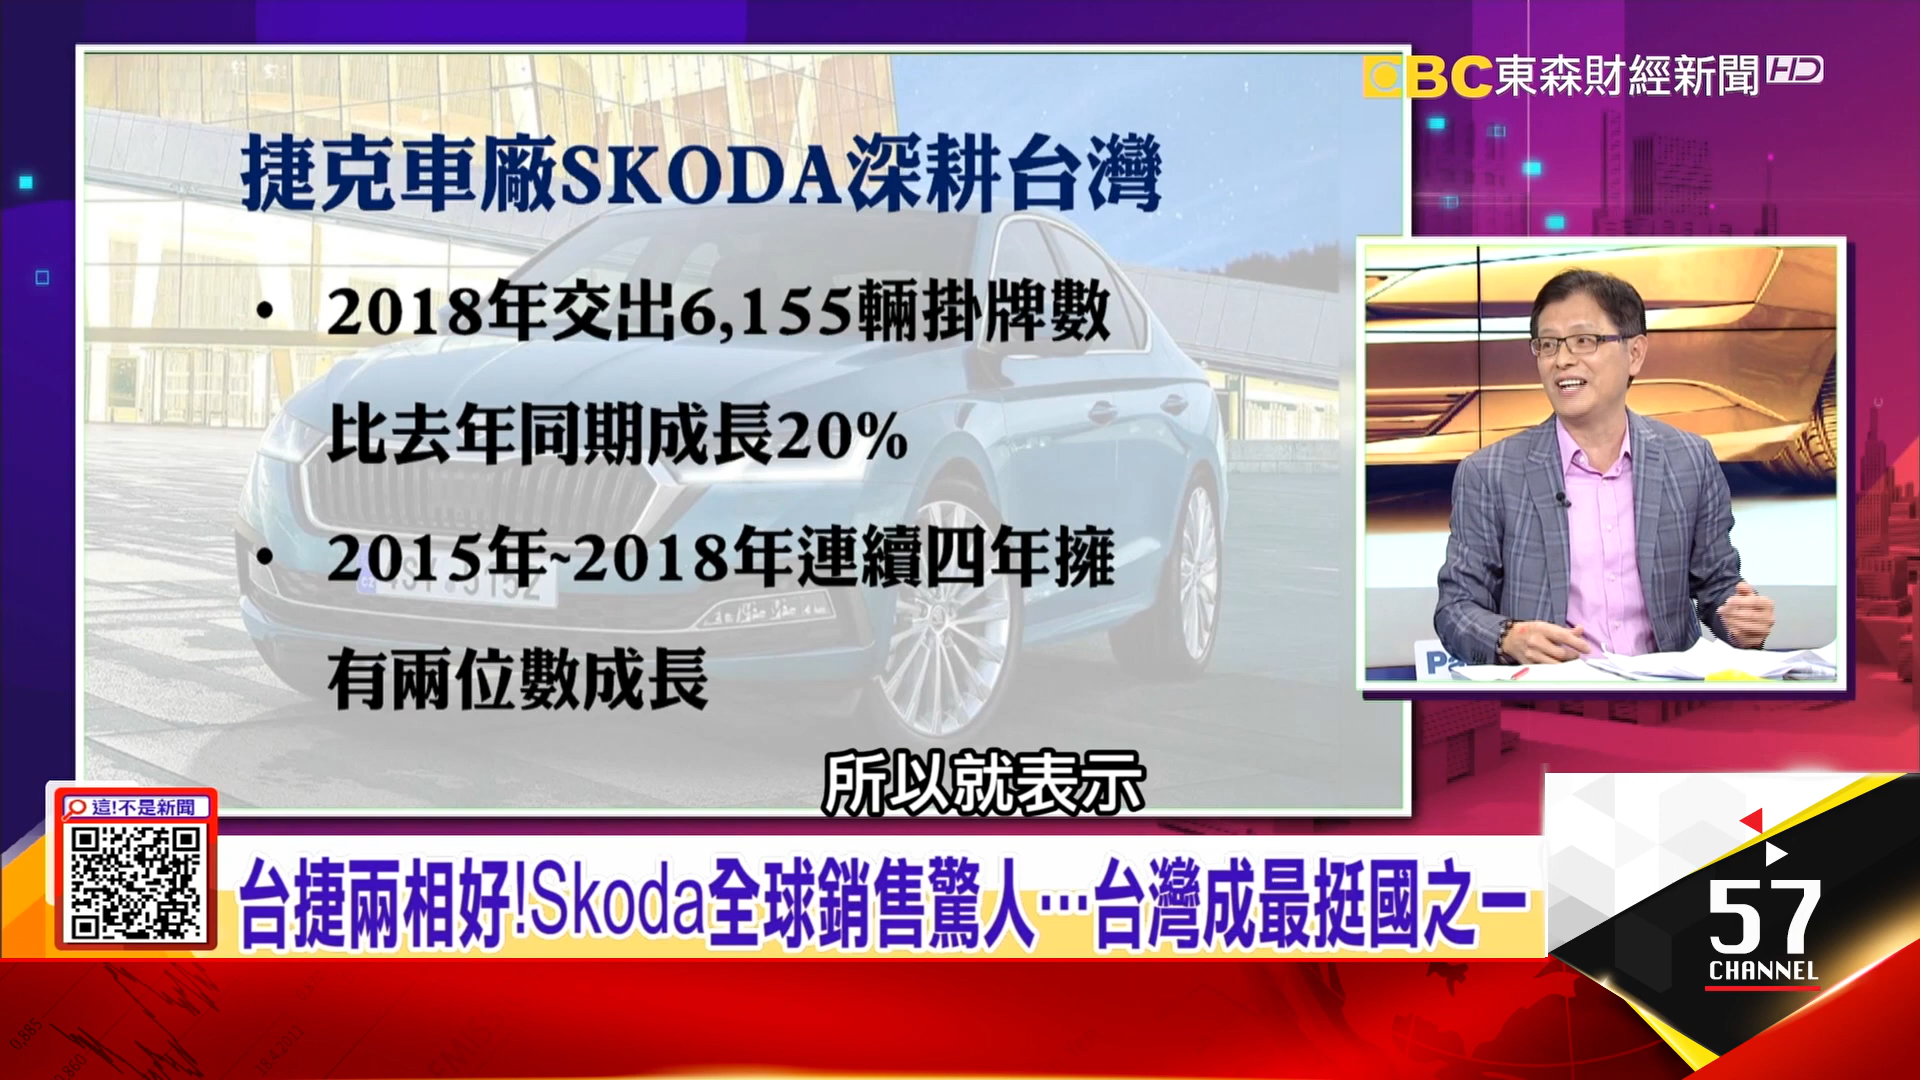 EBC東森財經新聞HD
捷克車廠SKODA深耕台灣
• 2018年交出6,155輛掛牌數
比去年同期成長20%
• 2015年~2018年連續四年擁
有兩位數成長
所以就表示
這!不是新聞
台捷兩相好!Skoda全球銷售驚人…台灣成最挺國之一
57
CHANNEL